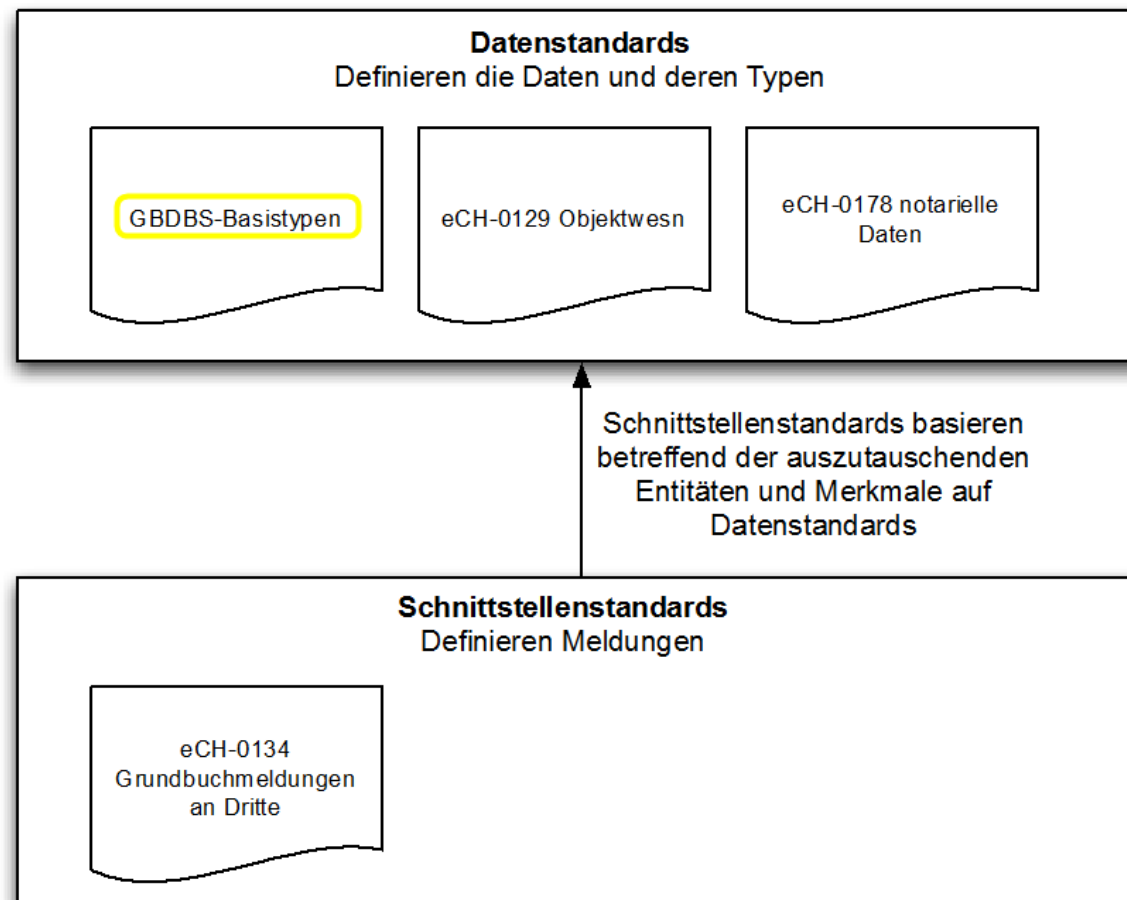 Datenstandards
Definieren die Daten und deren Typen
GBDBS-Basistypen
eCH-0129 Objektwesn
eCH-0178 notarielle
Daten
Schnittstellenstandards basieren
betreffend der auszutauschenden
Entitäten und Merkmale auf
Datenstandards
Schnittstellenstandards
Definieren Meldungen
eCH-0134
Grundbuchmeldungen
an Dritte